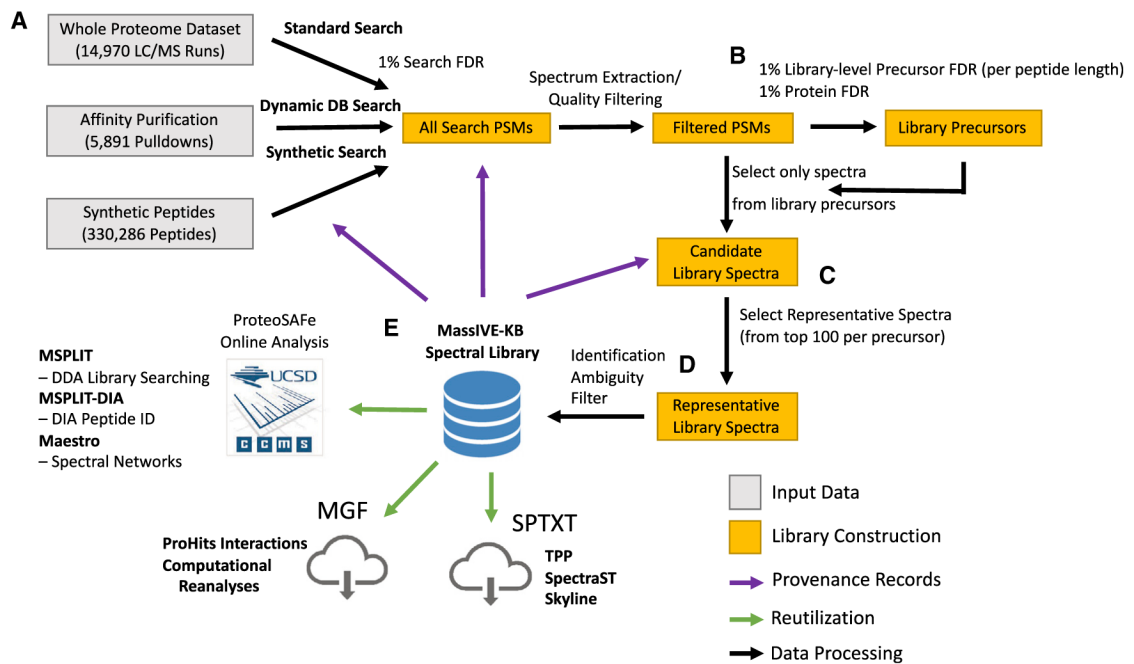 A
Whole Proteome Dataset
(14,970 LC/MS Runs)
Standard Search
1% Search FDR
Affinity Purification
(5,891 Pulldowns)
Dynamic DB Search
Synthetic Search
Synthetic Peptides
(330,286 Peptides)
All Search PSMs
Spectrum Extraction/
Quality Filtering
Filtered PSMs
B
1% Library-level Precursor FDR (per peptide length)
1% Protein FDR
Library Precursors
Select only spectra
from library precursors
Candidate
Library Spectra
C
Select Representative Spectra
(from top 100 per precursor)
D
Representative
Library Spectra
Identification
Ambiguity
Filter
E
MassIVE-KB
Spectral Library
ProteoSAFe
Online Analysis
UCSD
C C M S
MSPLIT
– DDA Library Searching
MSPLIT-DIA
– DIA Peptide ID
Maestro
– Spectral Networks
MGF
ProHits Interactions
Computational
Reanalyses
SPTXT
TPP
SpectraST
Skyline
Input Data
Library Construction
Provenance Records
Reutilization
Data Processing